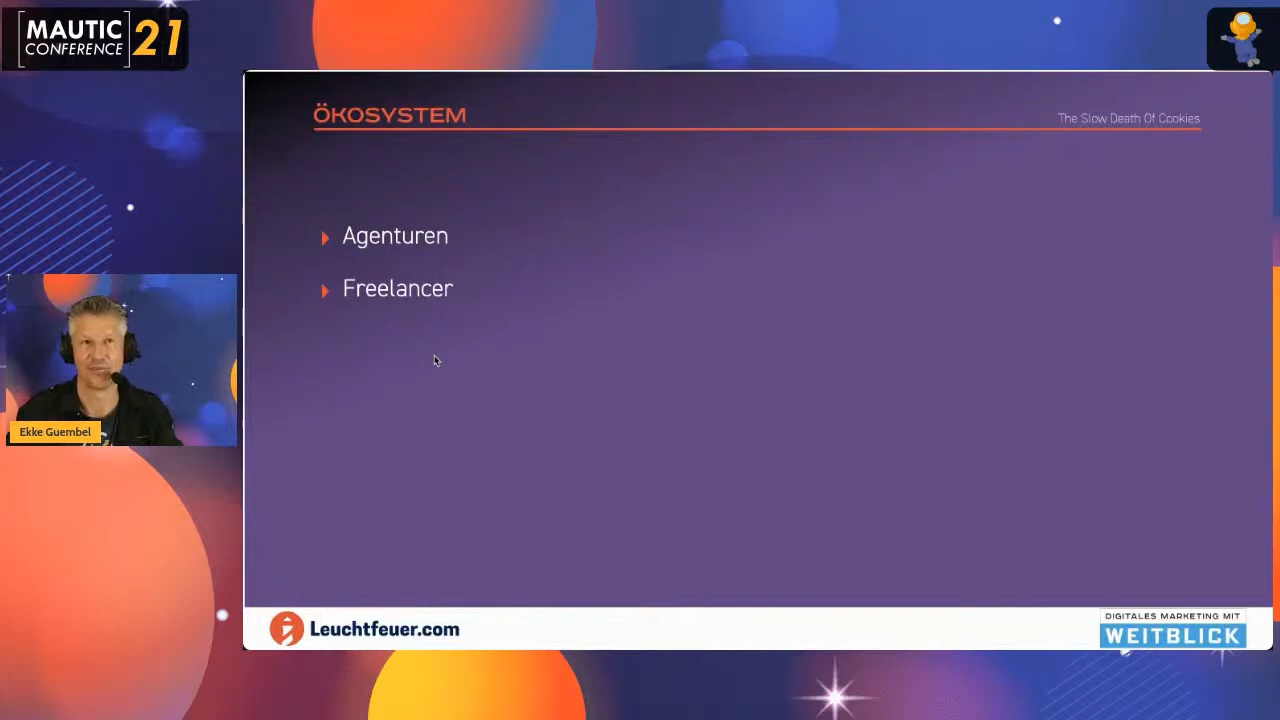 MAUTIC
CONFERENCE 21
ÖKOSYSTEM
The Slow Death Of Cookies
Agenturen
Freelancer
Ekke Guembel
Leuchtfeuer.com
DIGITALES MARKETING MIT
WEITBLICK